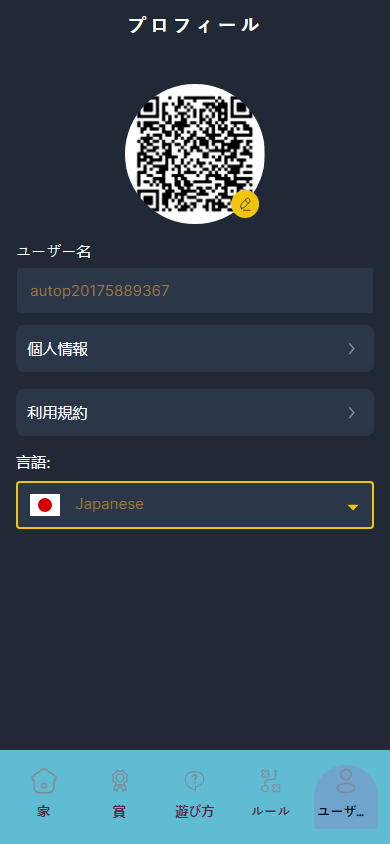 プロフィール
ユーザー名
autop20175889367
個人情報
利用規約
言語:
Japanese
家
賞
遊び方
ルール
ユーザ...